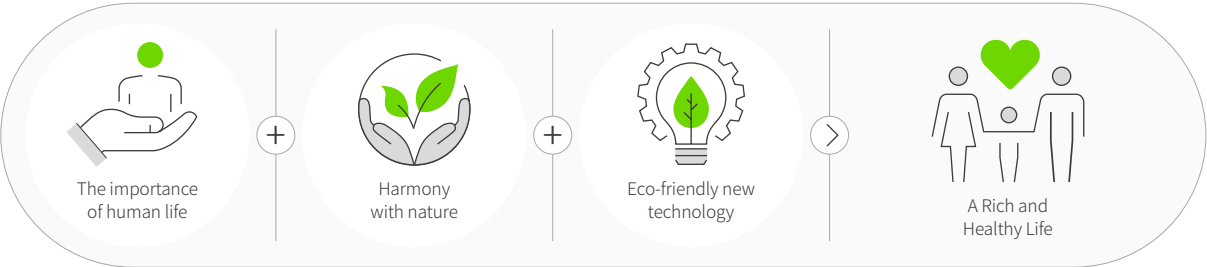 The importance
of human life
+
Harmony
with nature
+
Eco-friendly new
technology
A Rich and
Healthy Life